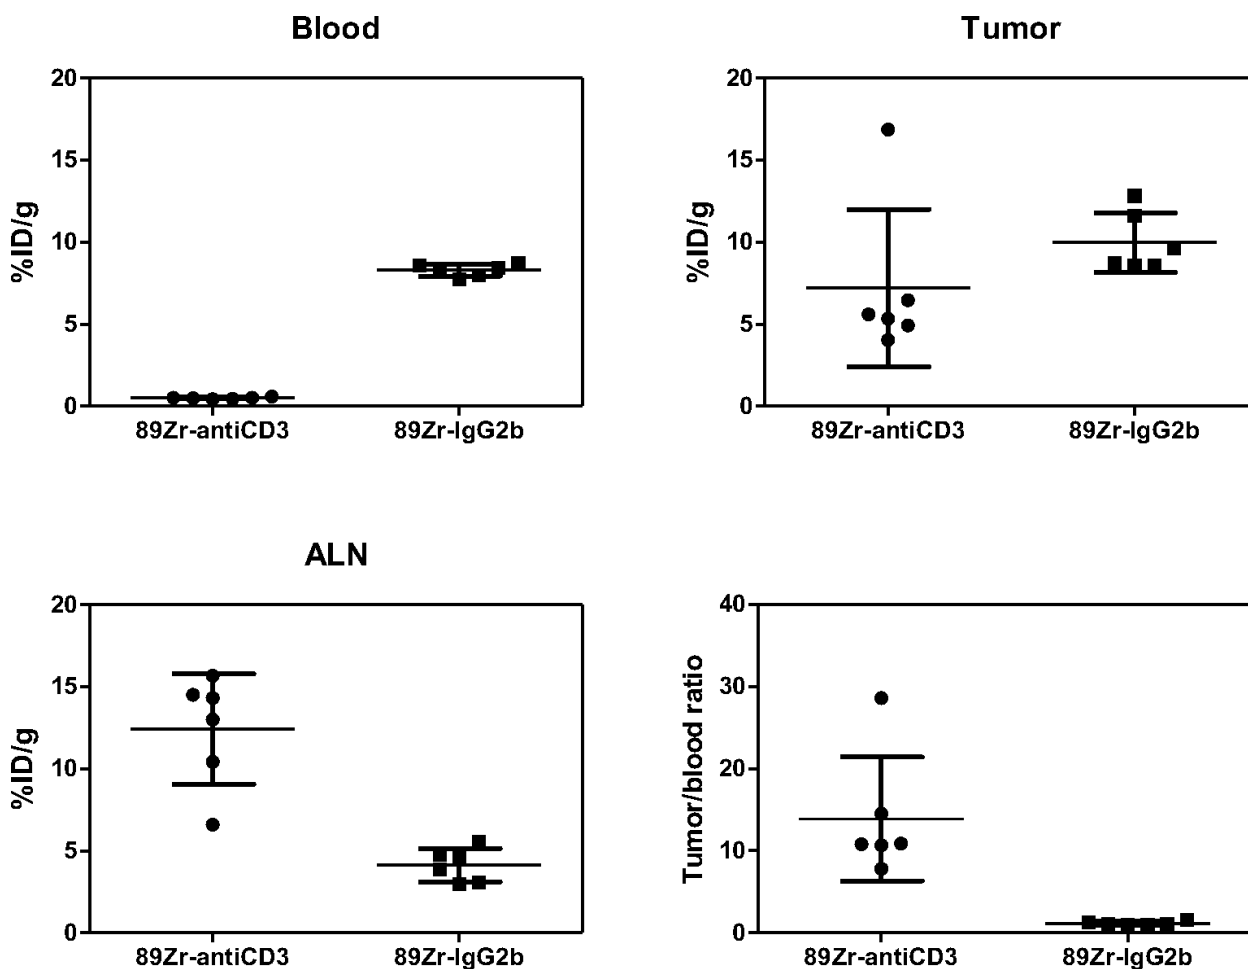 Blood
20
15
10
5
0
%ID/g
89Zr-antiCD3
89Zr-IgG2b
Tumor
20
15
10
5
0
%ID/g
89Zr-antiCD3
89Zr-IgG2b
ALN
20
15
10
5
0
%ID/g
89Zr-antiCD3
89Zr-IgG2b
40
30
20
10
0
Tumor/blood ratio
89Zr-antiCD3
89Zr-IgG2b